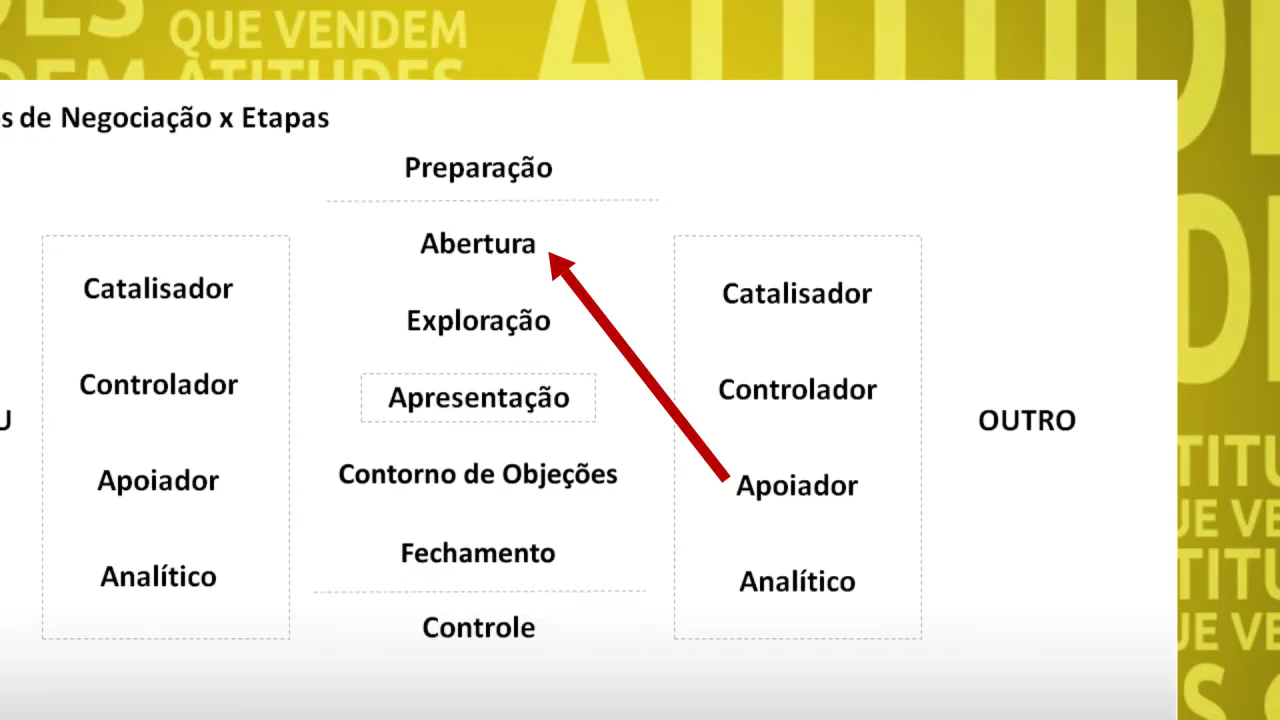 QUE VENDEM
ATITUDES
s de Negociação x Etapas
Preparação
Abertura
Exploração
Apresentação
Contorno de Objeções
Fechamento
Controle
Catalisador
Controlador
Apoiador
Analítico
Catalisador
Controlador
Apoiador
Analítico
OUTRO